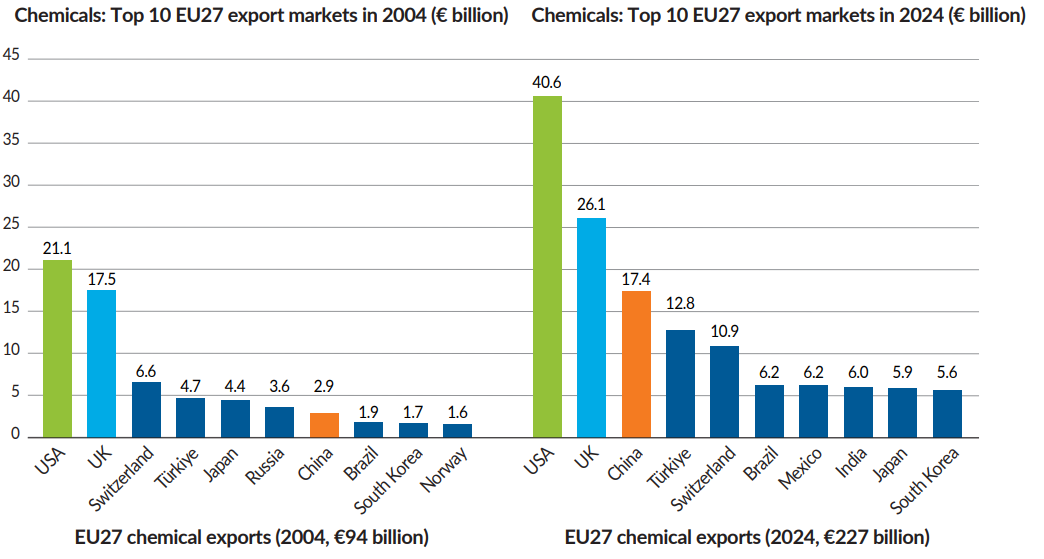 Chemicals: Top 10 EU27 export markets in 2004 (€ billion)
45
40
35
30
25
20
15
10
5
0
21.1
17.5
6.6
4.7
4.4
3.6
2.9
1.9
1.7
1.6
USA
UK
Switzerland
Türkiye
Japan
Russia
China
Brazil
South Korea
Norway
EU27 chemical exports (2004, €94 billion)
Chemicals: Top 10 EU27 export markets in 2024 (€ billion)
40.6
26.1
17.4
12.8
10.9
6.2
6.2
6.0
5.9
5.6
USA
UK
China
Türkiye
Switzerland
Brazil
Mexico
India
Japan
South Korea
EU27 chemical exports (2024, €227 billion)